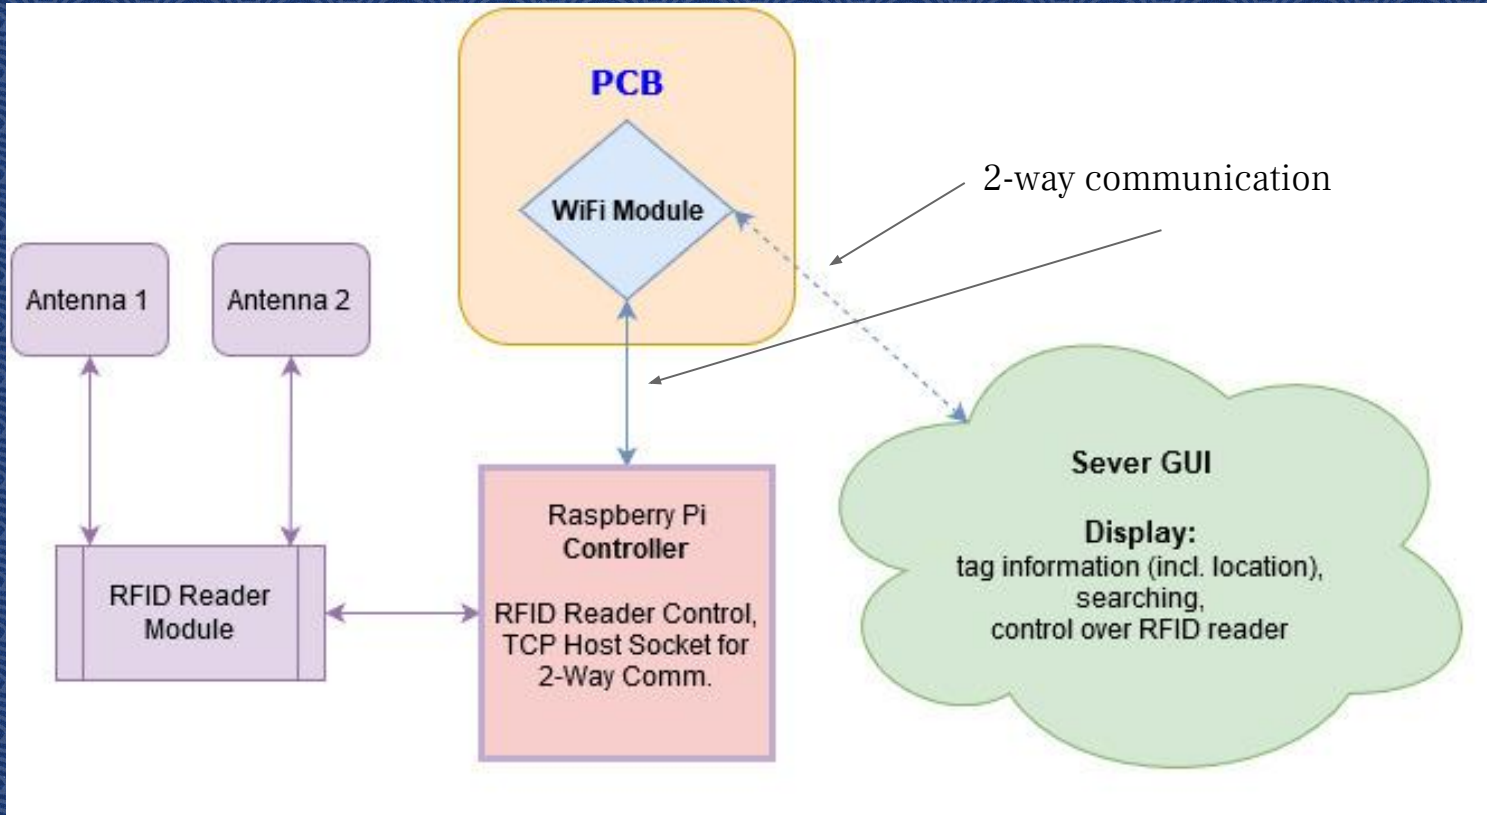 PCB
WiFi Module
2-way communication
Antenna 1
Antenna 2
Sever GUI
Display:
tag information (incl. location),
searching,
control over RFID reader
Raspberry Pi
Controller
RFID Reader Control,
TCP Host Socket for
2-Way Comm.
RFID Reader
Module